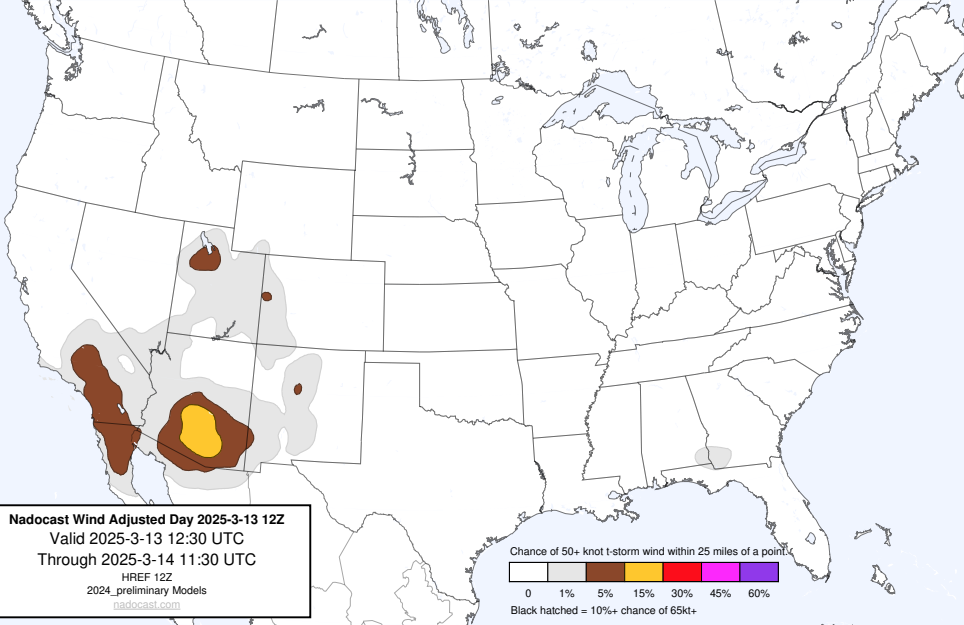 Nadocast Wind Adjusted Day 2025-3-13 12Z
Valid 2025-3-13 12:30 UTC
Through 2025-3-14 11:30 UTC
HREF 12Z
2024_preliminary Models
nadocast.com
Chance of 50+ knot t-storm wind within 25 miles of a point.
0 1% 5% 15% 30% 45% 60%
Black hatched = 10%+ chance of 65kt+